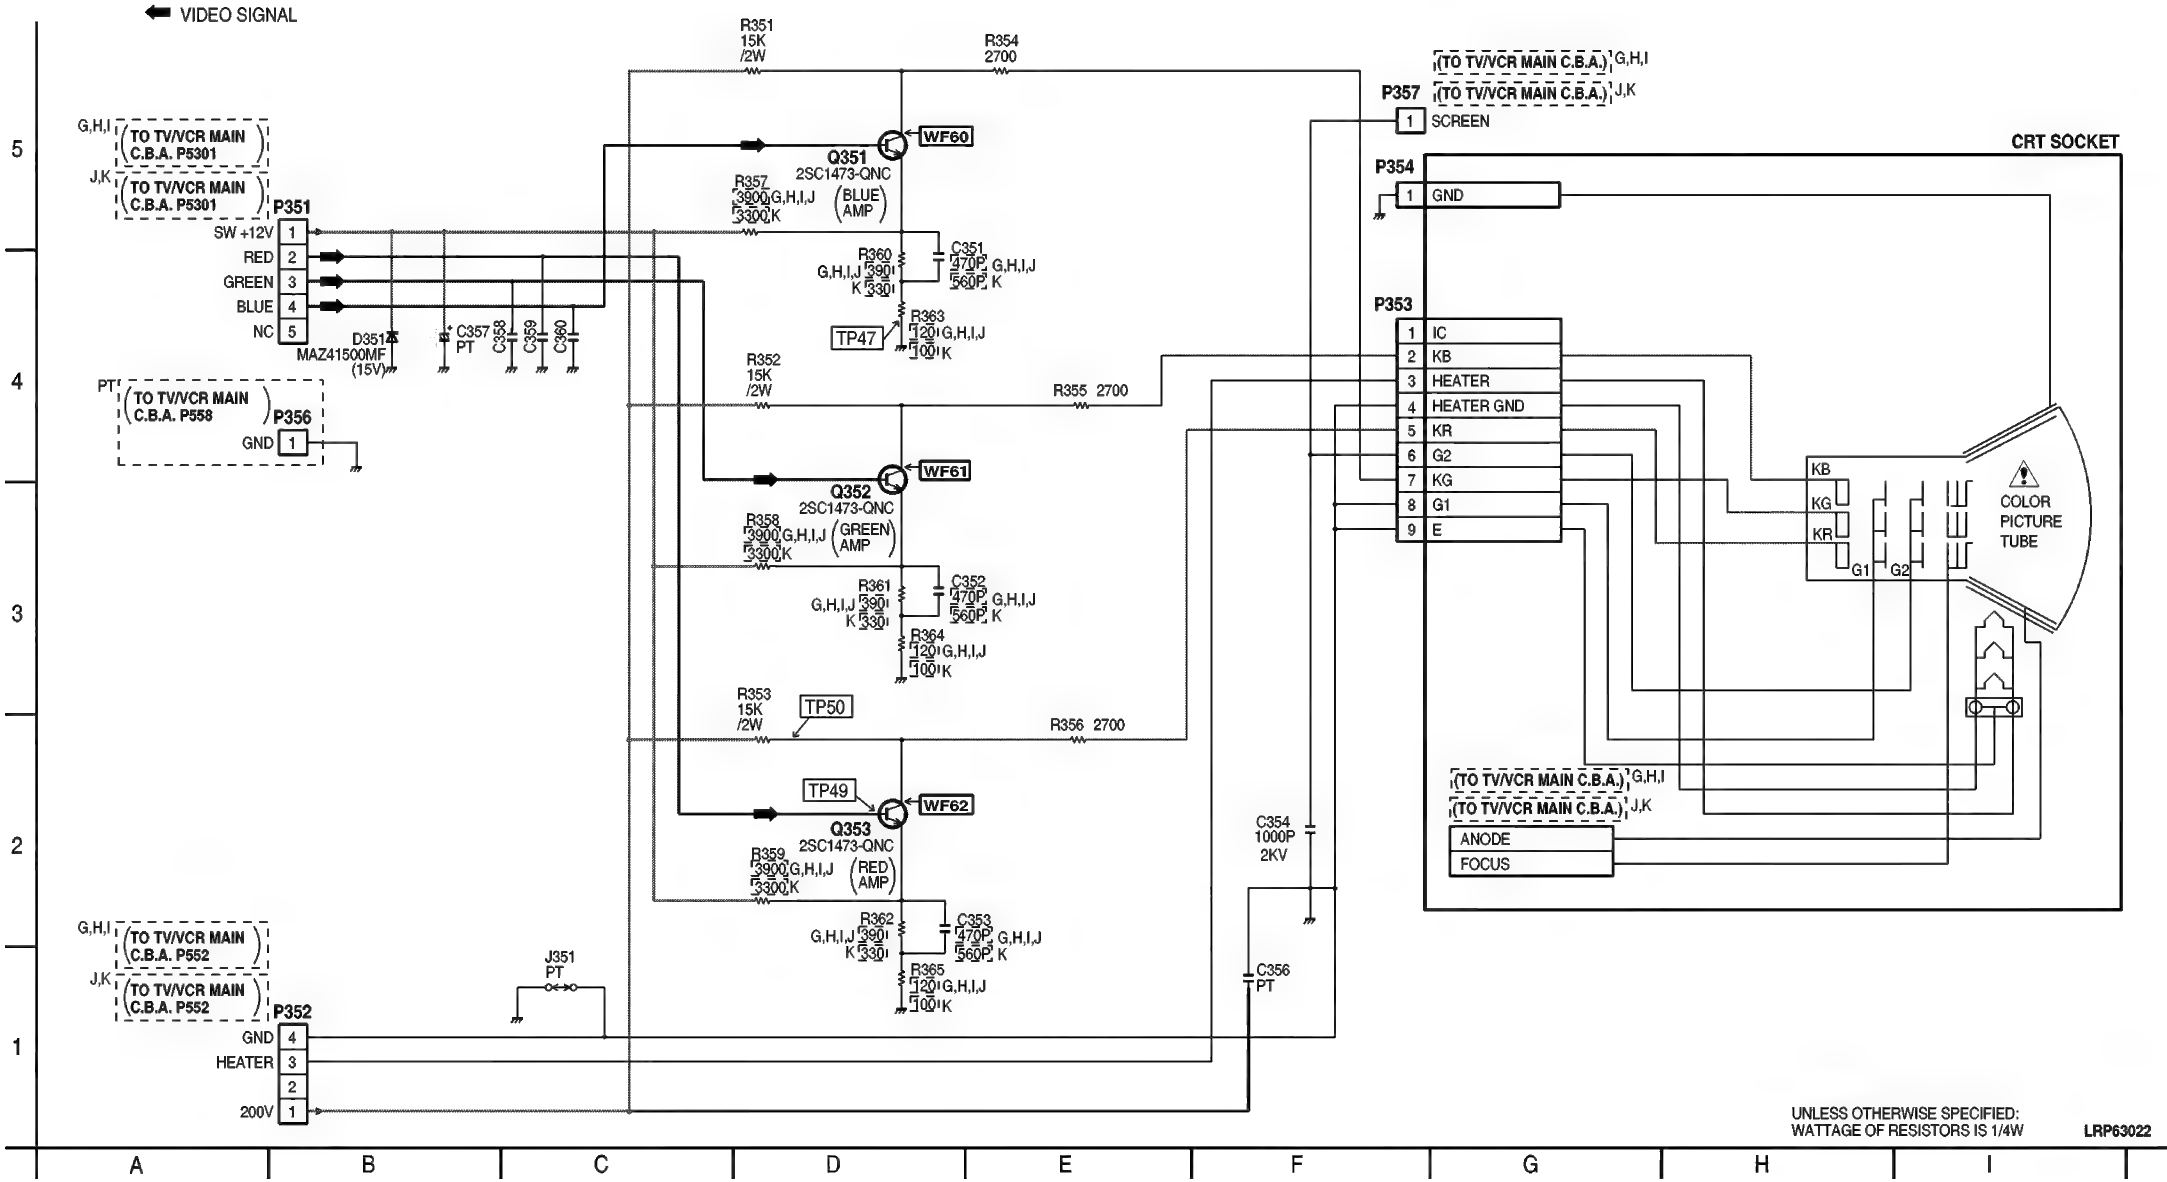 VIDEO SIGNAL
R351
15K
/2W
R354
2700
(TO TV/VCR MAIN C.B.A.) G,H,I
(TO TV/VCR MAIN C.B.A.) J,K
P357
1 SCREEN
CRT SOCKET
P354
1 GND
G,H,I
(TO TV/VCR MAIN
C.B.A. P5301)
J,K
(TO TV/VCR MAIN
C.B.A. P5301)
P351
SW +12V 1
RED 2
GREEN 3
BLUE 4
NC 5
WF60
Q351
2SC1473-QNC
(BLUE
AMP)
R357
3900 G,H,I,J
3300 K
R360
G,H,I,J 390
K 330
C351
470P G,H,I,J
560P K
R363
120 G,H,I,J
100 K
TP47
D351
MAZ41500MF
(15V)
+
C357
PT
C358
C359
C360
PT
(TO TV/VCR MAIN
C.B.A. P558)
P356
GND 1
R352
15K
/2W
R355 2700
P353
1 IC
2 KB
3 HEATER
4 HEATER GND
5 KR
6 G2
7 KG
8 G1
9 E
KB
KG
KR
G1
G2
COLOR
PICTURE
TUBE
WF61
Q352
2SC1473-QNC
(GREEN
AMP)
R358
3900 G,H,I,J
3300 K
R361
G,H,I,J 390
K 330
C352
470P G,H,I,J
560P K
R364
120 G,H,I,J
100 K
R353
15K
/2W
TP50
R356 2700
TP49
WF62
Q353
2SC1473-QNC
(RED
AMP)
R359
3900 G,H,I,J
3300 K
R362
G,H,I,J 390
K 330
C353
470P G,H,I,J
560P K
R365
120 G,H,I,J
100 K
C354
1000P
2KV
C356
PT
(TO TV/VCR MAIN C.B.A.) G,H,I
(TO TV/VCR MAIN C.B.A.) J,K
ANODE
FOCUS
G,H,I
(TO TV/VCR MAIN
C.B.A. P552)
J,K
(TO TV/VCR MAIN
C.B.A. P552)
J351
PT
P352
GND 4
HEATER 3
2
200V 1
UNLESS OTHERWISE SPECIFIED:
WATTAGE OF RESISTORS IS 1/4W
LRP63022
5
4
3
2
1
A B C D E F G H I